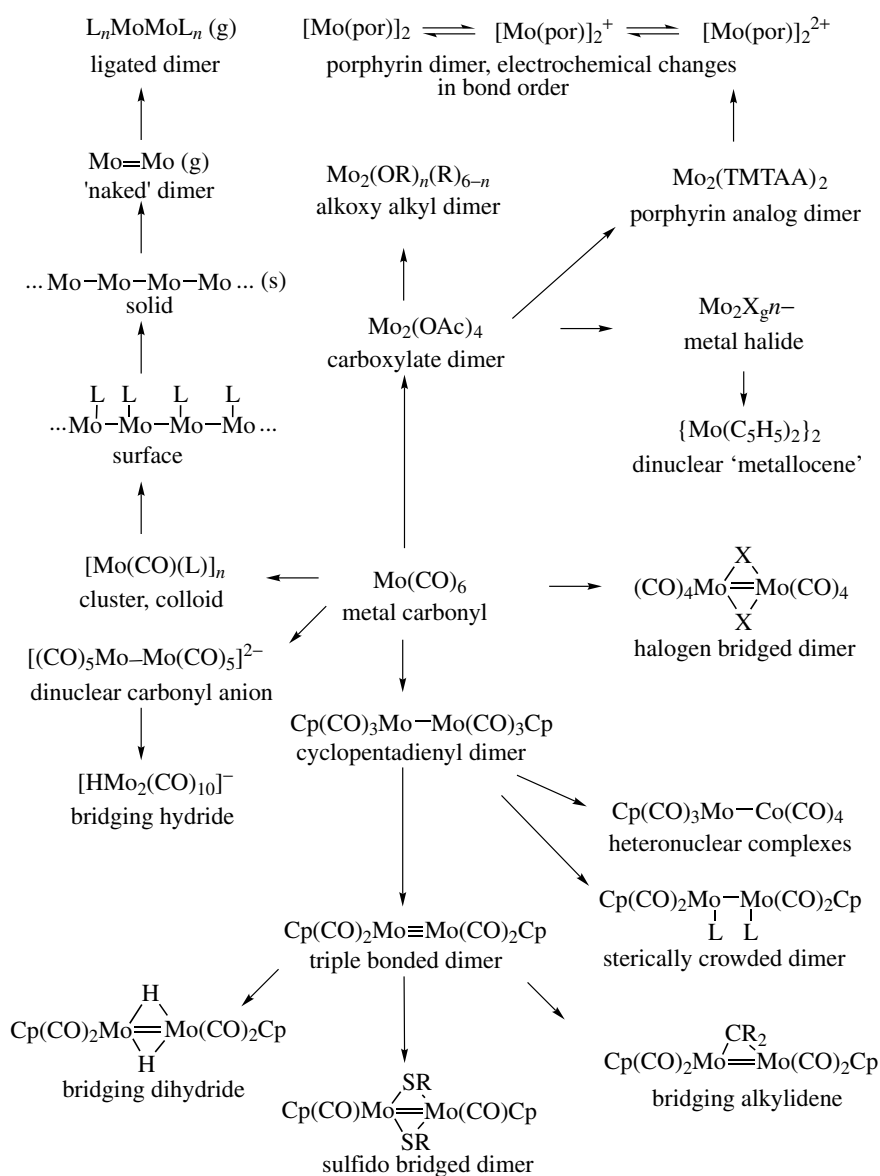 LₙMoMoLₙ (g)
ligated dimer
[Mo(por)]₂ ⇌ [Mo(por)]₂⁺ ⇌ [Mo(por)]₂²⁺
porphyrin dimer, electrochemical changes
in bond order
Mo=Mo (g)
'naked' dimer
Mo₂(OR)ₙ(R)₆₋ₙ
alkoxy alkyl dimer
Mo₂(TMTAA)₂
porphyrin analog dimer
... Mo–Mo–Mo–Mo ... (s)
solid
Mo₂(OAc)₄
carboxylate dimer
Mo₂X_gn–
metal halide
L L L L
...Mo–Mo–Mo–Mo...
surface
{Mo(C₅H₅)₂}₂
dinuclear ‘metallocene’
[Mo(CO)(L)]ₙ
cluster, colloid
Mo(CO)₆
metal carbonyl
X
(CO)₄Mo=Mo(CO)₄
X
halogen bridged dimer
[(CO)₅Mo–Mo(CO)₅]²⁻
dinuclear carbonyl anion
Cp(CO)₃Mo–Mo(CO)₃Cp
cyclopentadienyl dimer
[HMo₂(CO)₁₀]⁻
bridging hydride
Cp(CO)₃Mo–Co(CO)₄
heteronuclear complexes
Cp(CO)₂Mo–Mo(CO)₂Cp
L L
sterically crowded dimer
Cp(CO)₂Mo≡Mo(CO)₂Cp
triple bonded dimer
H
Cp(CO)₂Mo=Mo(CO)₂Cp
H
bridging dihydride
CR₂
Cp(CO)₂Mo=Mo(CO)₂Cp
bridging alkylidene
SR
Cp(CO)Mo=Mo(CO)Cp
SR
sulfido bridged dimer